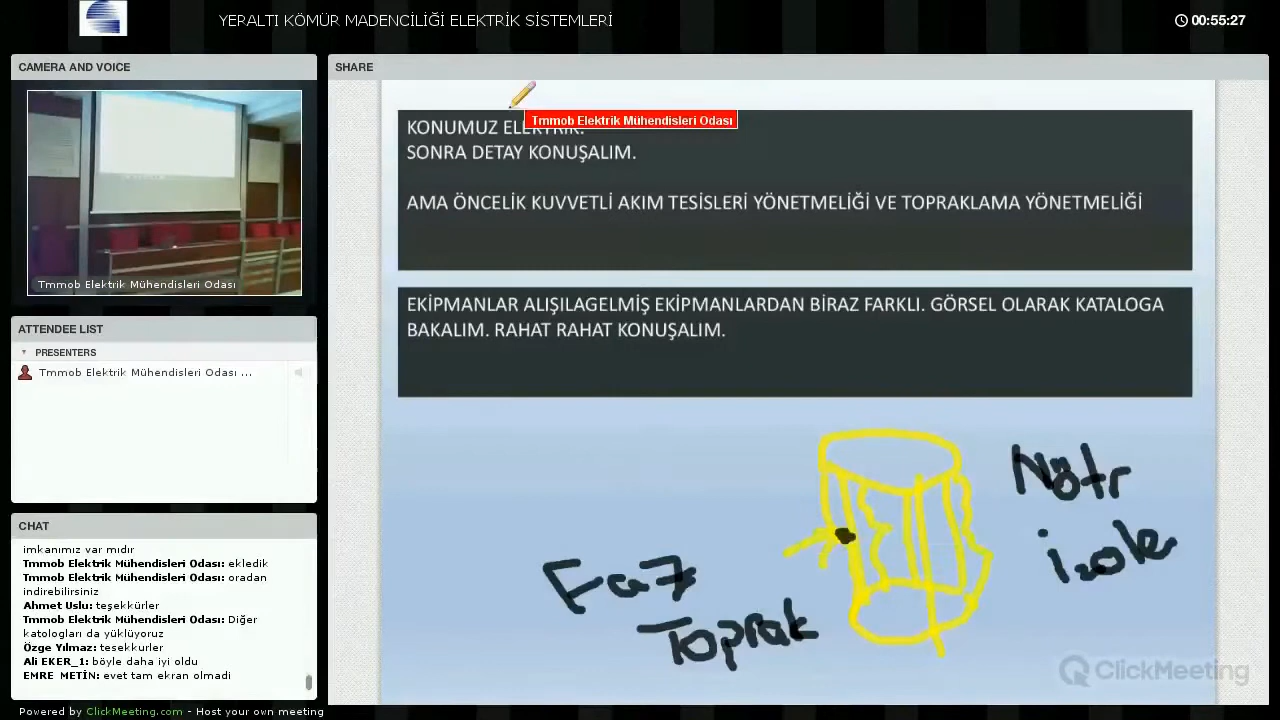 YERALTI KÖMÜR MADENCİLİĞİ ELEKTRİK SİSTEMLERİ
00:55:27
CAMERA AND VOICE
Tmmob Elektrik Mühendisleri Odası
ATTENDEE LIST
PRESENTERS
Tmmob Elektrik Mühendisleri Odası ...
CHAT
imkanımız var mıdır
Tmmob Elektrik Mühendisleri Odası: ekledik
Tmmob Elektrik Mühendisleri Odası: oradan
indirebilirsiniz
Ahmet Uslu: teşekkürler
Tmmob Elektrik Mühendisleri Odası: Diğer
katologları da yüklüyoruz
Özge Yılmaz: tesekkurler
Ali EKER_1: böyle daha iyi oldu
EMRE METİN: evet tam ekran olmadi
Powered by ClickMeeting.com - Host your own meeting
SHARE
Tmmob Elektrik Mühendisleri Odası
KONUMUZ ELEKTRİK.
SONRA DETAY KONUŞALIM.
AMA ÖNCELİK KUVVETLİ AKIM TESİSLERİ YÖNETMELİĞİ VE TOPRAKLAMA YÖNETMELİĞİ
EKİPMANLAR ALIŞILAGELMİŞ EKİPMANLARDAN BİRAZ FARKLI. GÖRSEL OLARAK KATALOGA
BAKALIM. RAHAT RAHAT KONUŞALIM.
Nötr
izole
Faz
Toprak
ClickMeeting